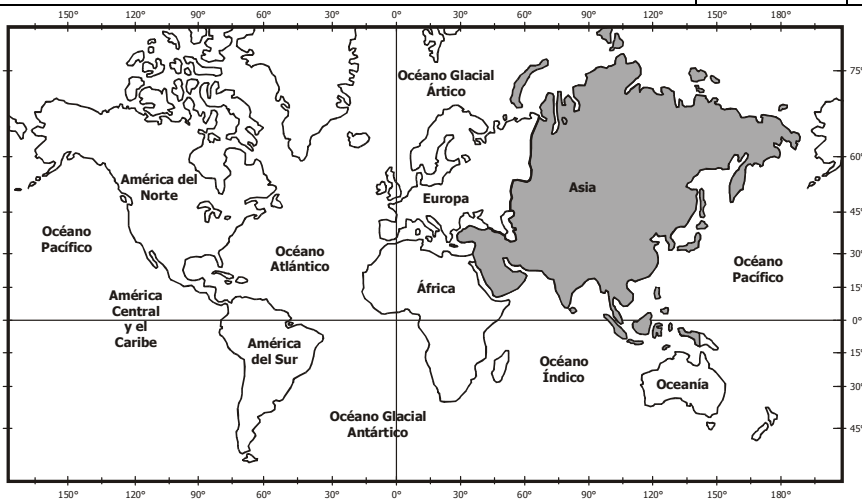 150° 120° 90° 60° 30° 0° 30° 60° 90° 120° 150° 180°
75°
60°
45°
30°
15°
0°
15°
30°
45°
Océano Glacial
Ártico
América del
Norte
Europa
Asia
Océano
Pacífico
Océano
Atlántico
África
Océano
Pacífico
América
Central
y el
Caribe
América
del Sur
Océano
Índico
Oceanía
Océano Glacial
Antártico
150° 120° 90° 60° 30° 0° 30° 60° 90° 120° 150° 180°